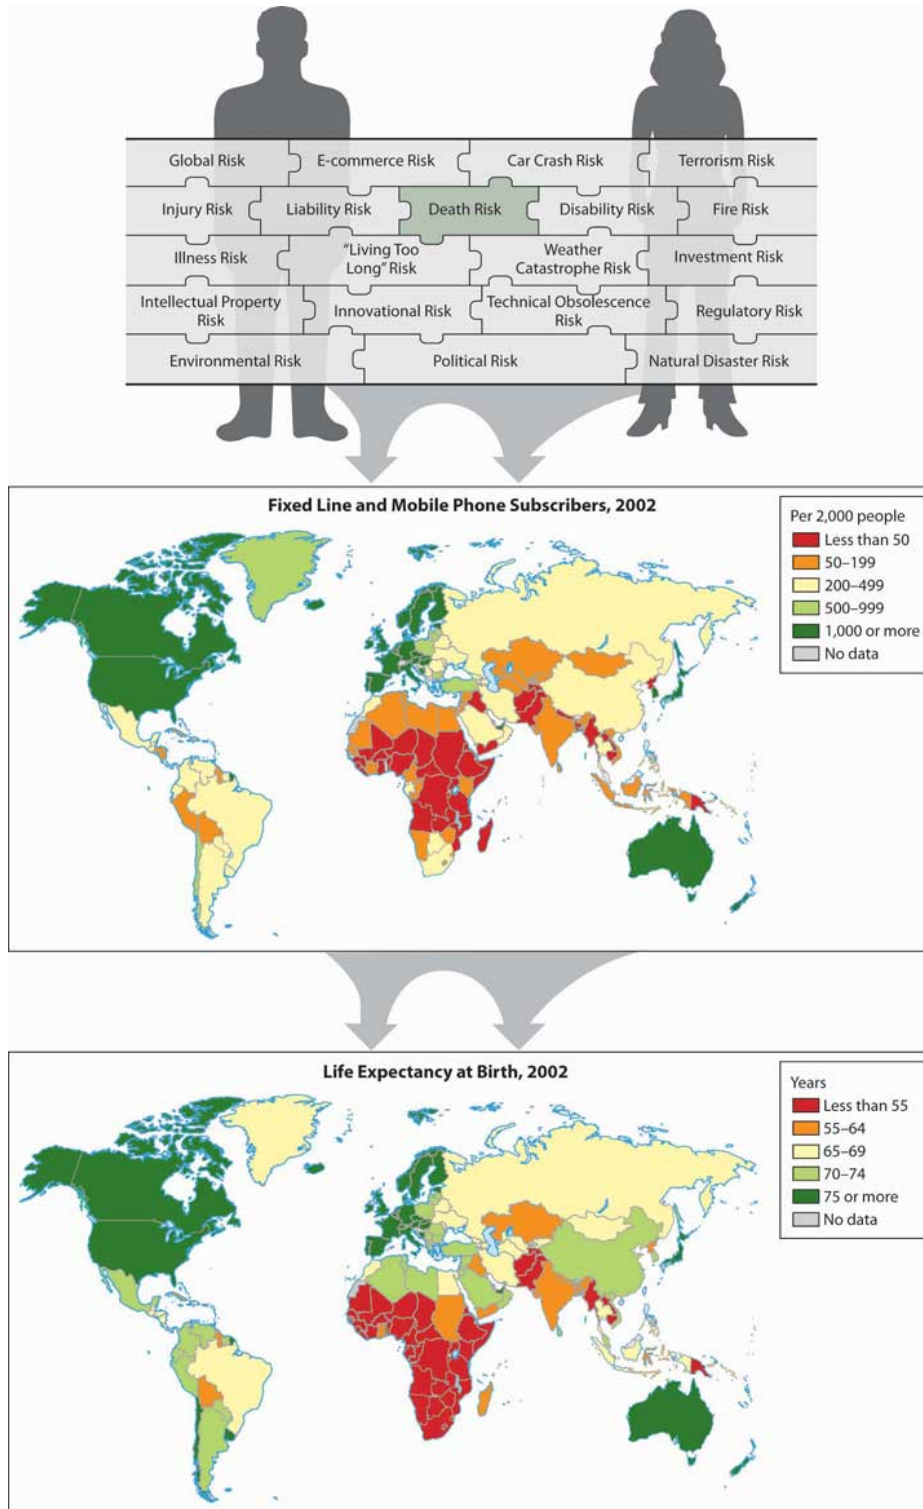 Global Risk
E-commerce Risk
Car Crash Risk
Terrorism Risk
Injury Risk
Liability Risk
Death Risk
Disability Risk
Fire Risk
Illness Risk
“Living Too
Long” Risk
Weather
Catastrophe Risk
Investment Risk
Intellectual Property
Risk
Innovational Risk
Technical Obsolescence
Risk
Regulatory Risk
Environmental Risk
Political Risk
Natural Disaster Risk
Fixed Line and Mobile Phone Subscribers, 2002
Per 2,000 people
Less than 50
50–199
200–499
500–999
1,000 or more
No data
Life Expectancy at Birth, 2002
Years
Less than 55
55–64
65–69
70–74
75 or more
No data